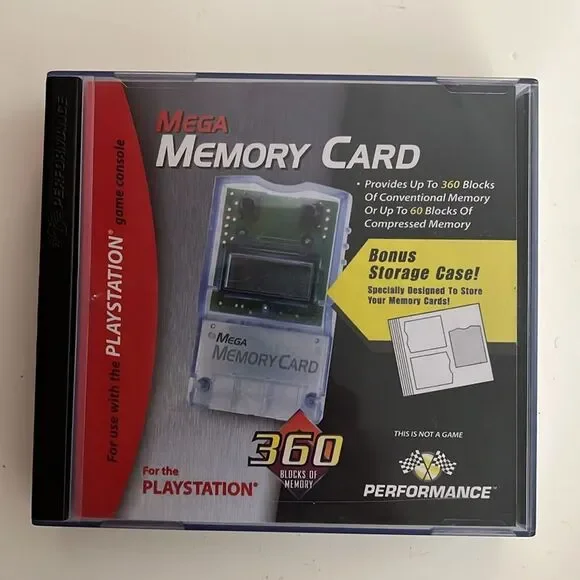 MEGA
MEMORY CARD
• Provides Up To 360 Blocks
Of Conventional Memory
Or Up To 60 Blocks Of
Compressed Memory
Bonus
Storage Case!
Specially Designed To Store
Your Memory Cards!
MEGA
MEMORY CARD
360
BLOCKS OF
MEMORY
For the
PLAYSTATION®
THIS IS NOT A GAME
PERFORMANCE™
For use with the PLAYSTATION® game console
PERFORMANCE